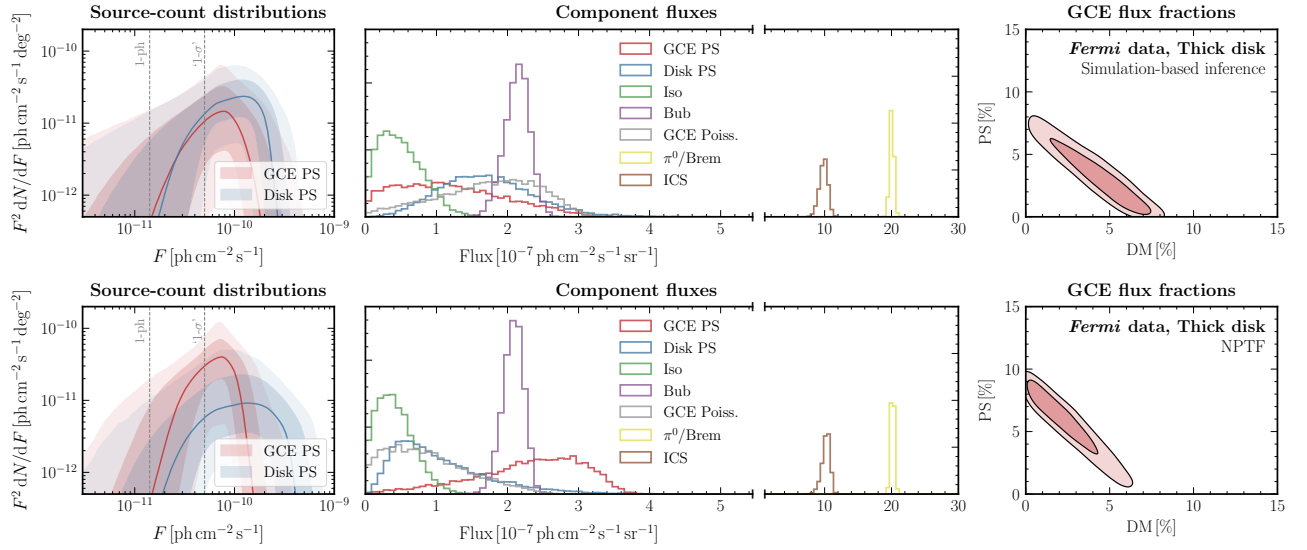 Source-count distributions
Component fluxes
GCE flux fractions
F² dN/dF [ph cm⁻² s⁻¹ deg⁻²]
10⁻¹⁰
10⁻¹¹
10⁻¹²
1-ph
'1-σ'
GCE PS
Disk PS
10⁻¹¹
10⁻¹⁰
10⁻⁹
F [ph cm⁻² s⁻¹]
GCE PS
Disk PS
Iso
Bub
GCE Poiss.
π⁰/Brem
ICS
0 1 2 3 4 5
10 20 30
Flux [10⁻⁷ ph cm⁻² s⁻¹ sr⁻¹]
Fermi data, Thick disk
Simulation-based inference
PS [%]
15
10
5
0
0 5 10 15
DM [%]
Source-count distributions
Component fluxes
GCE flux fractions
F² dN/dF [ph cm⁻² s⁻¹ deg⁻²]
10⁻¹⁰
10⁻¹¹
10⁻¹²
1-ph
'1-σ'
GCE PS
Disk PS
10⁻¹¹
10⁻¹⁰
10⁻⁹
F [ph cm⁻² s⁻¹]
GCE PS
Disk PS
Iso
Bub
GCE Poiss.
π⁰/Brem
ICS
0 1 2 3 4 5
10 20 30
Flux [10⁻⁷ ph cm⁻² s⁻¹ sr⁻¹]
Fermi data, Thick disk
NPTF
PS [%]
15
10
5
0
0 5 10 15
DM [%]